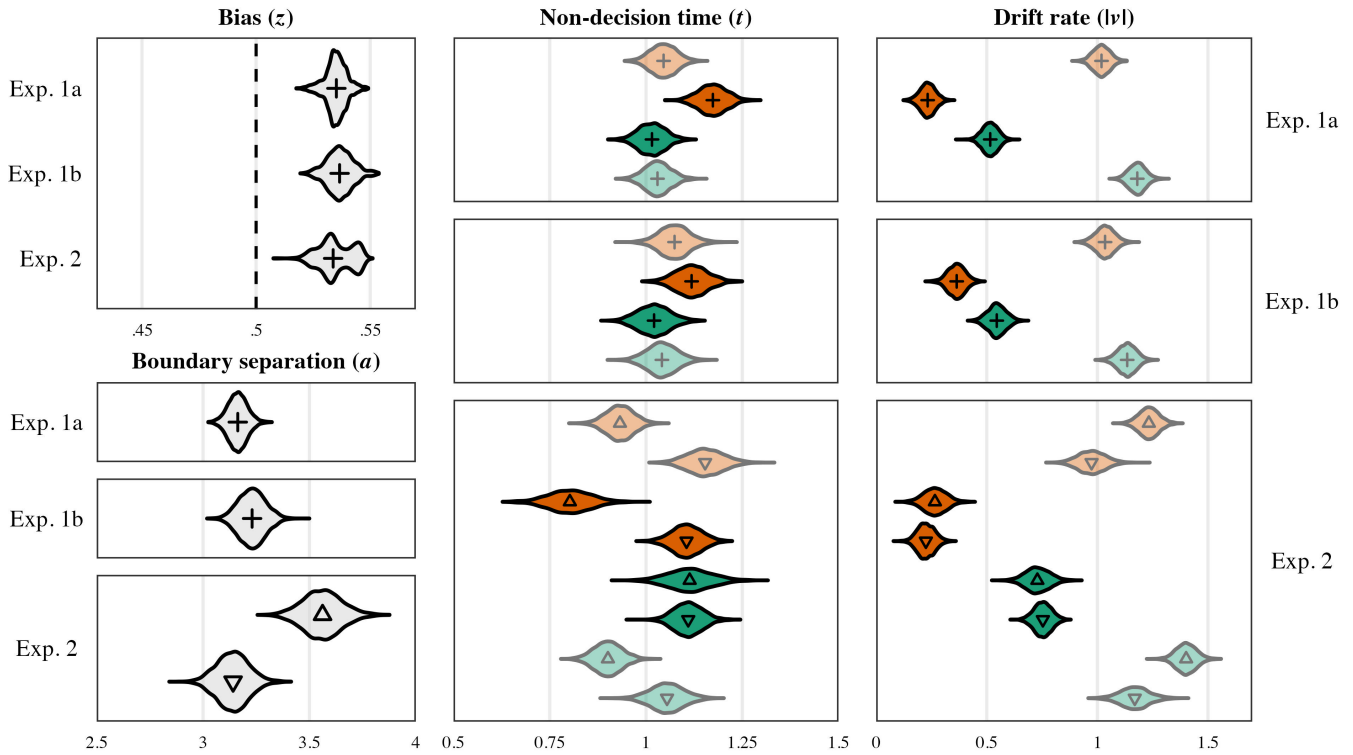 Bias (z)
Exp. 1a
Exp. 1b
Exp. 2
.45 .5 .55
Boundary separation (a)
Exp. 1a
Exp. 1b
Exp. 2
2.5 3 3.5 4
Non-decision time (t)
0.5 0.75 1 1.25 1.5
Drift rate (|v|)
Exp. 1a
Exp. 1b
Exp. 2
0 0.5 1 1.5